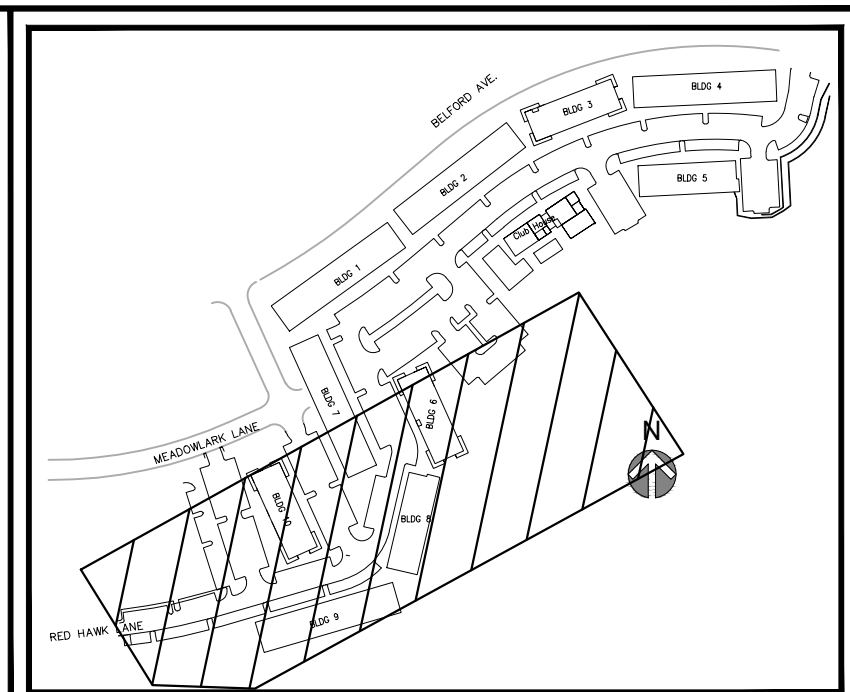 BELFORD AVE.
BLDG 4
BLDG 3
BLDG 2
BLDG 5
Club House
BLDG 1
BLDG 7
BLDG 6
MEADOWLARK LANE
N
BLDG 10
BLDG 8
BLDG 9
RED HAWK LANE